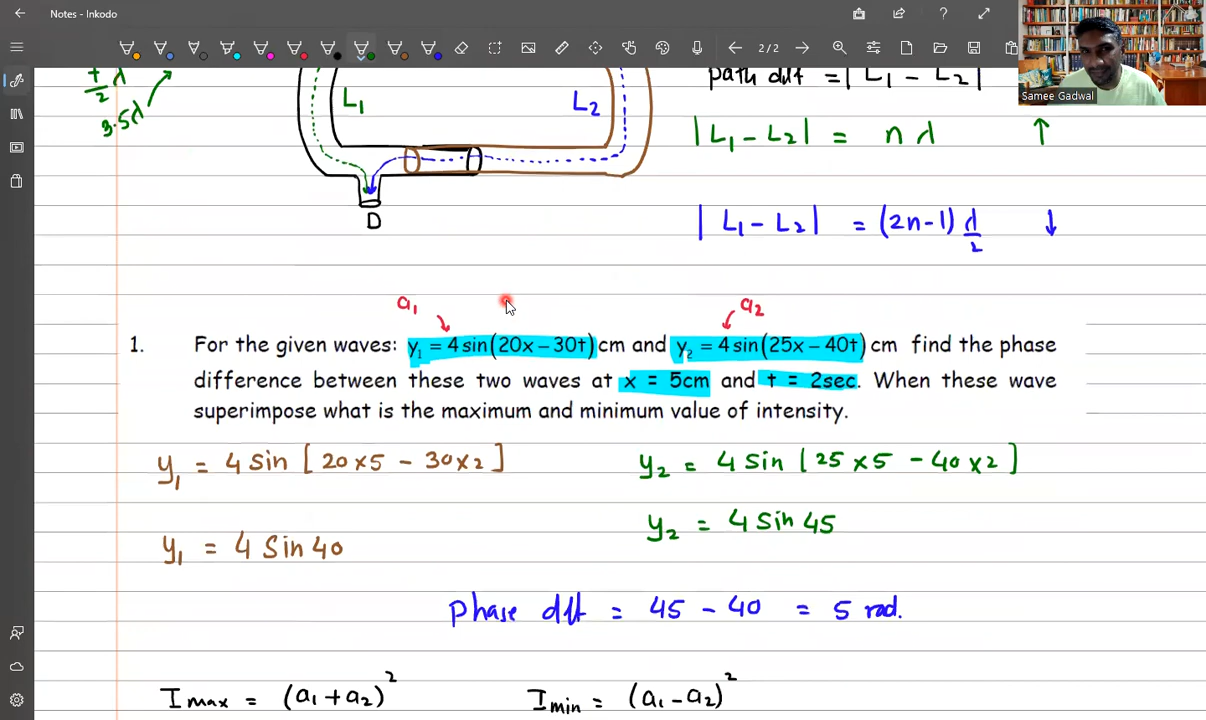 Notes - Inkodo
2/2
Samee Gadwal
+/2 λ
3.5λ
L₁
L₂
D
path diff = |L₁ - L₂|
|L₁ - L₂| = nλ ↑
|L₁ - L₂| = (2n-1) λ/2 ↓
a₁
a₂
1. For the given waves: y₁ = 4 sin(20x – 30t) cm and y₂ = 4 sin(25x – 40t) cm find the phase
difference between these two waves at x = 5cm and t = 2sec. When these wave
superimpose what is the maximum and minimum value of intensity.
y₁ = 4 Sin [20×5 - 30×2]
y₂ = 4 Sin [25×5 - 40×2]
y₂ = 4 Sin 45
y₁ = 4 Sin 40
Phase diff = 45 - 40 = 5 rad.
Imax = (a₁ + a₂)²
Imin = (a₁ - a₂)²